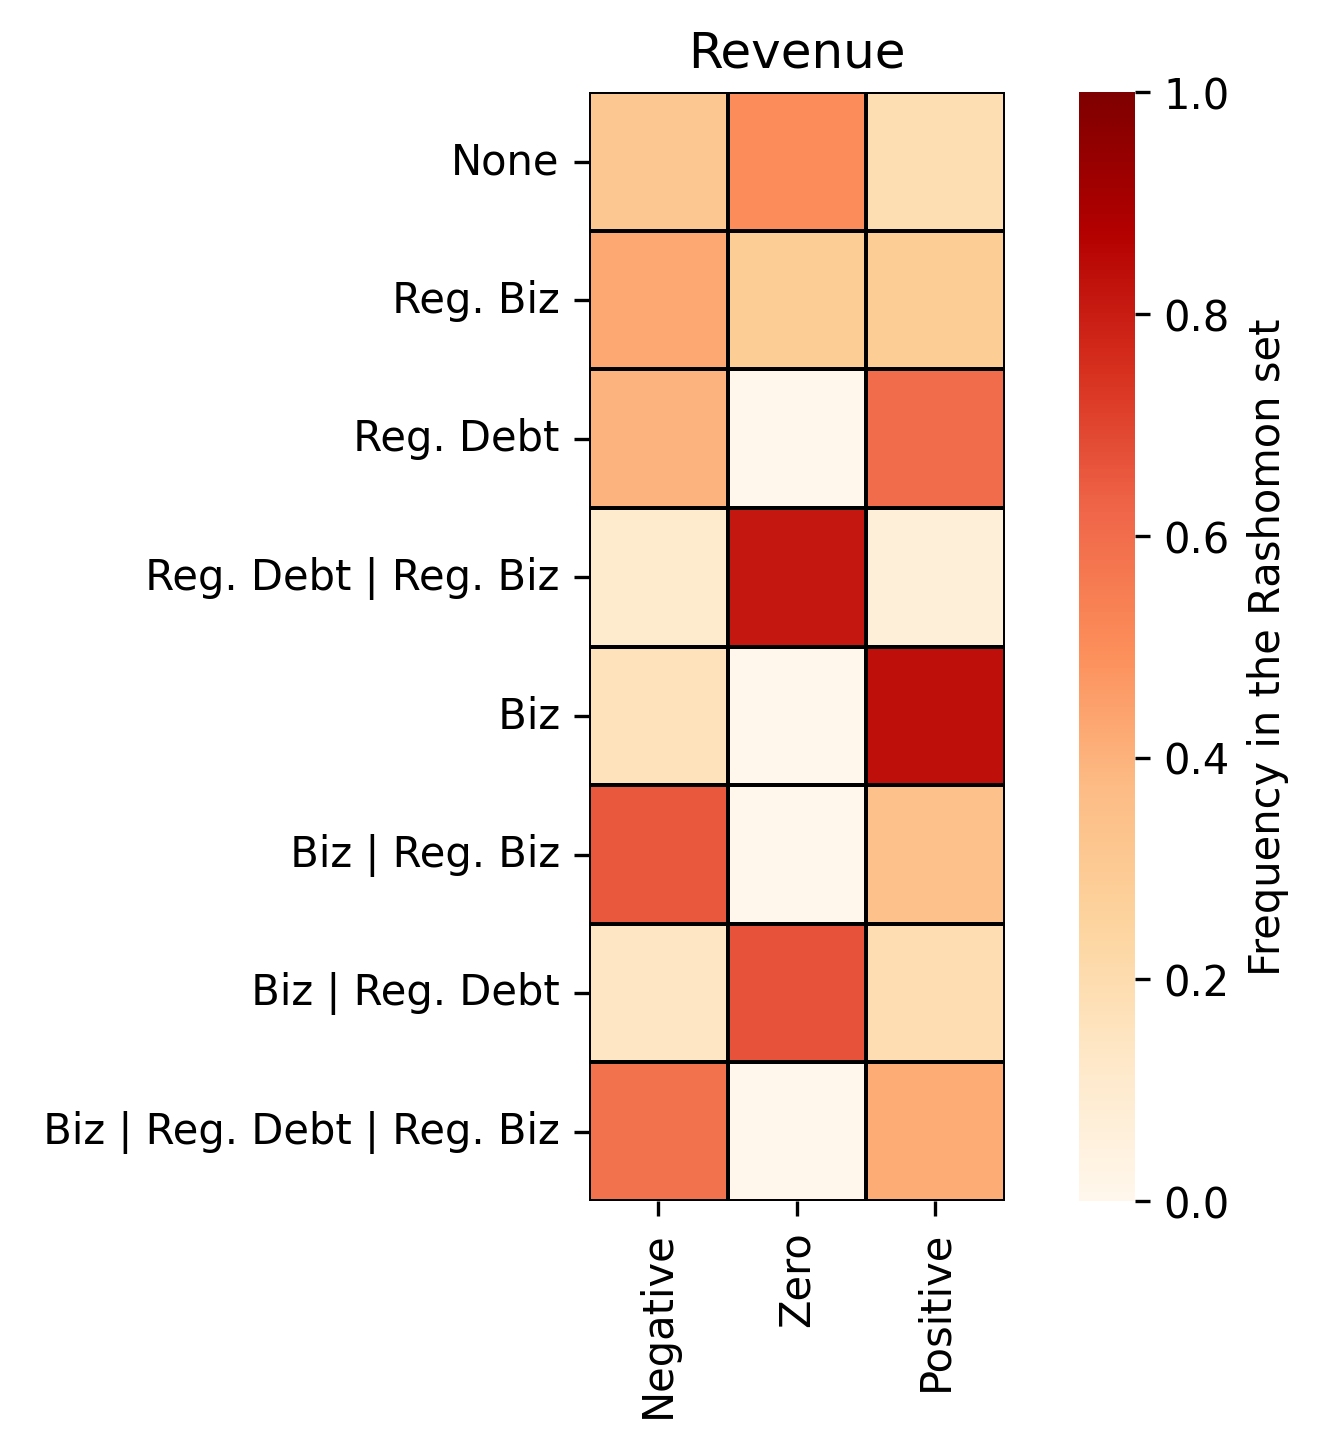 Revenue
None
Reg. Biz
Reg. Debt
Reg. Debt | Reg. Biz
Biz
Biz | Reg. Biz
Biz | Reg. Debt
Biz | Reg. Debt | Reg. Biz
Negative
Zero
Positive
1.0
0.8
0.6
0.4
0.2
0.0
Frequency in the Rashomon set